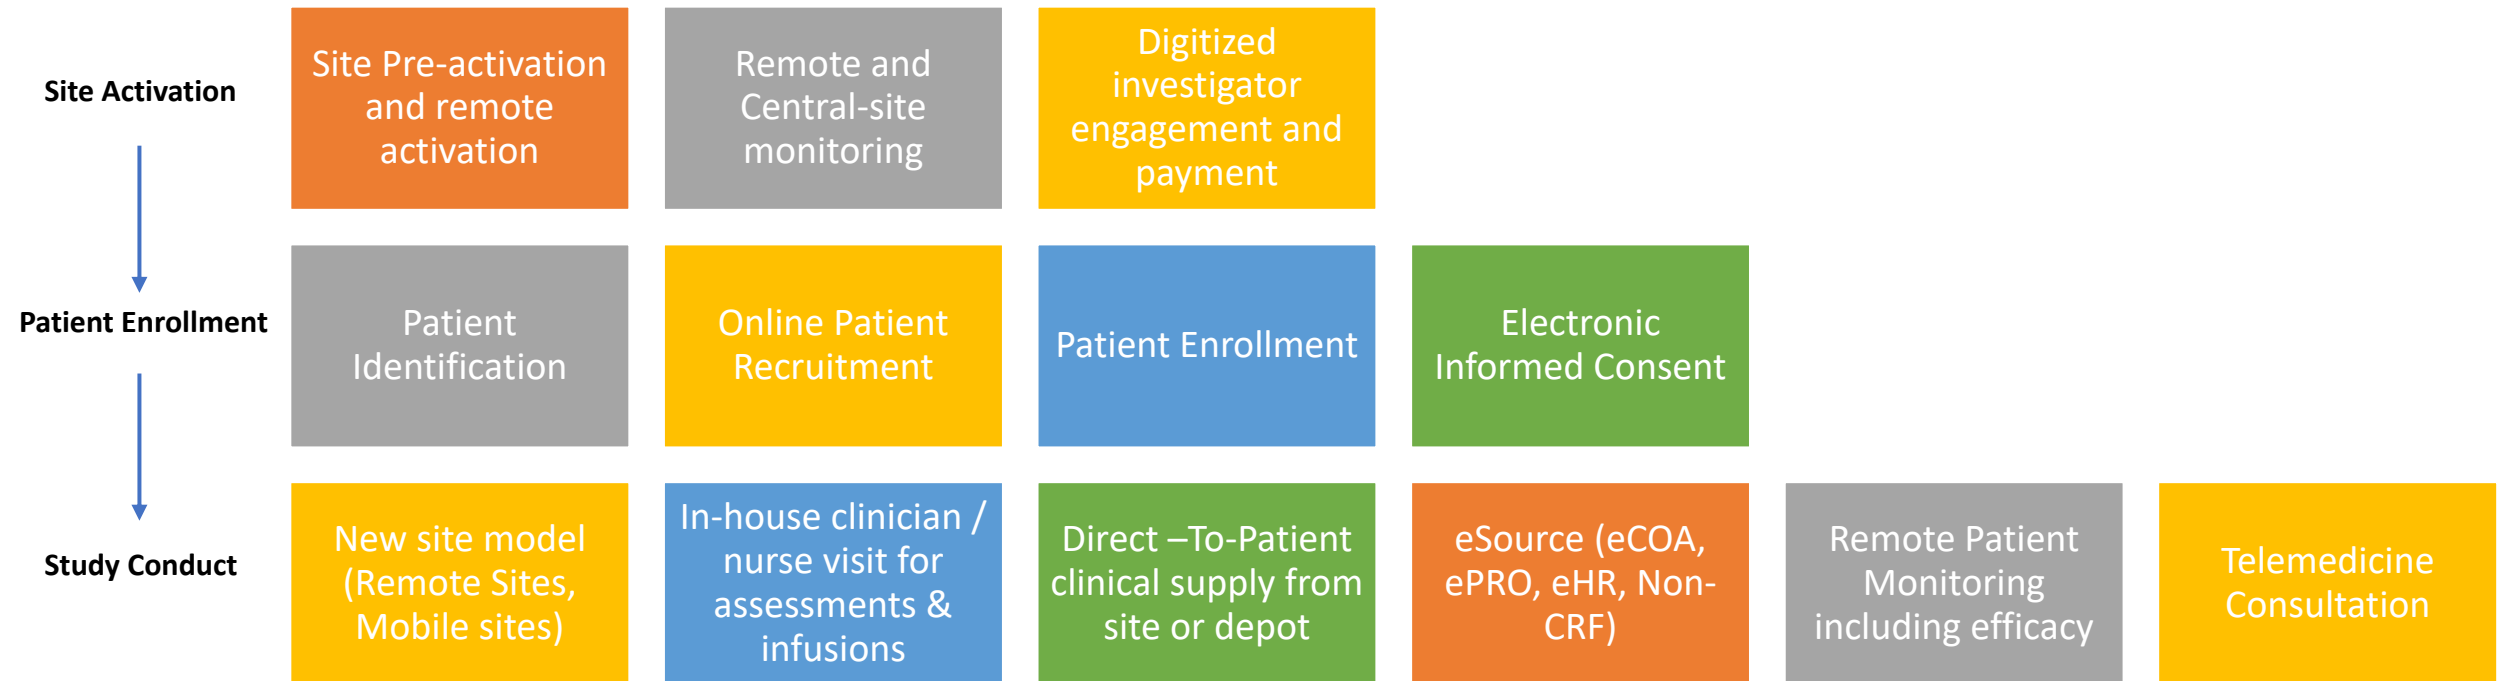 Site Activation
Site Pre-activation
and remote
activation
Remote and
Central-site
monitoring
Digitized
investigator
engagement and
payment
Patient Enrollment
Patient
Identification
Online Patient
Recruitment
Patient Enrollment
Electronic
Informed Consent
Study Conduct
New site model
(Remote Sites,
Mobile sites)
In-house clinician /
nurse visit for
assessments &
infusions
Direct –To-Patient
clinical supply from
site or depot
eSource (eCOA,
ePRO, eHR, Non-
CRF)
Remote Patient
Monitoring
including efficacy
Telemedicine
Consultation